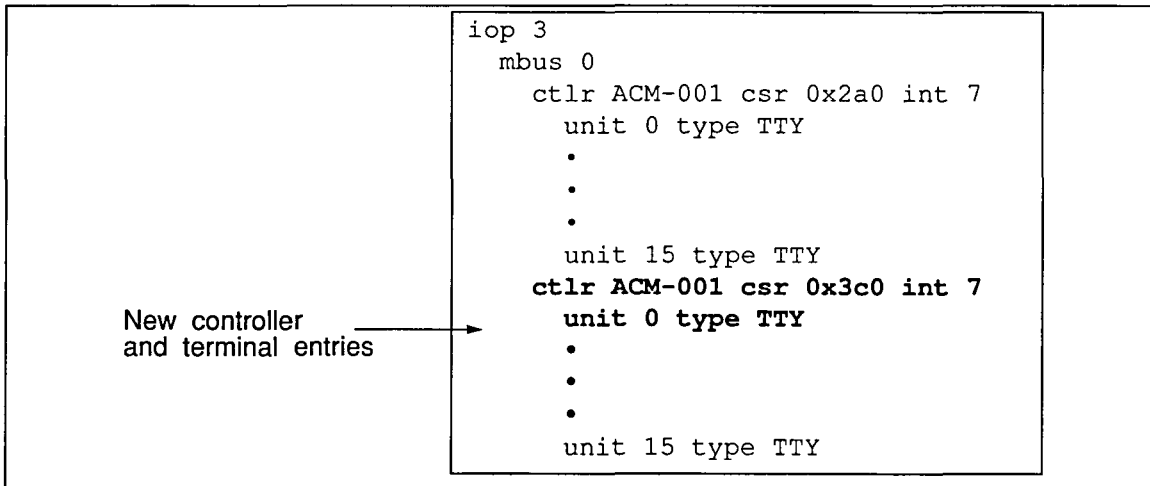 iop 3
mbus 0
ctlr ACM-001 csr 0x2a0 int 7
unit 0 type TTY
•
•
•
unit 15 type TTY
ctlr ACM-001 csr 0x3c0 int 7
New controller
and terminal entries
unit 0 type TTY
•
•
•
unit 15 type TTY